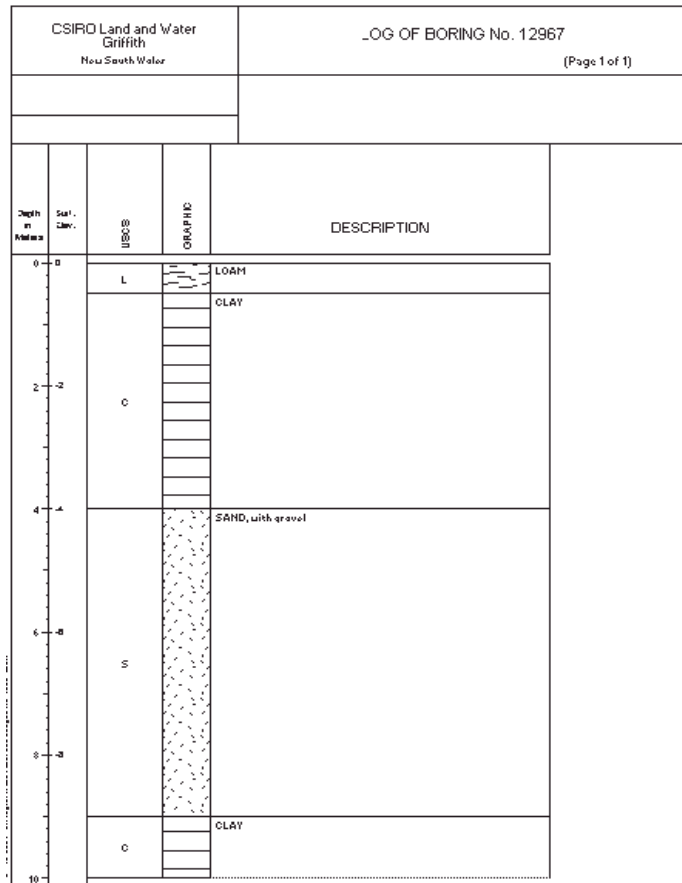 CSIRO Land and Water
Griffith
New South Wales
_OG OF BORING No. 12967
(Page 1 of 1)
Depth
in
Meters
Surf.
Elev.
USCS
GRAPHIC
DESCRIPTION
0
0
L
LOAM
CLAY
2
-2
C
4
-4
SAND, with gravel
6
-6
S
8
-8
CLAY
C
10